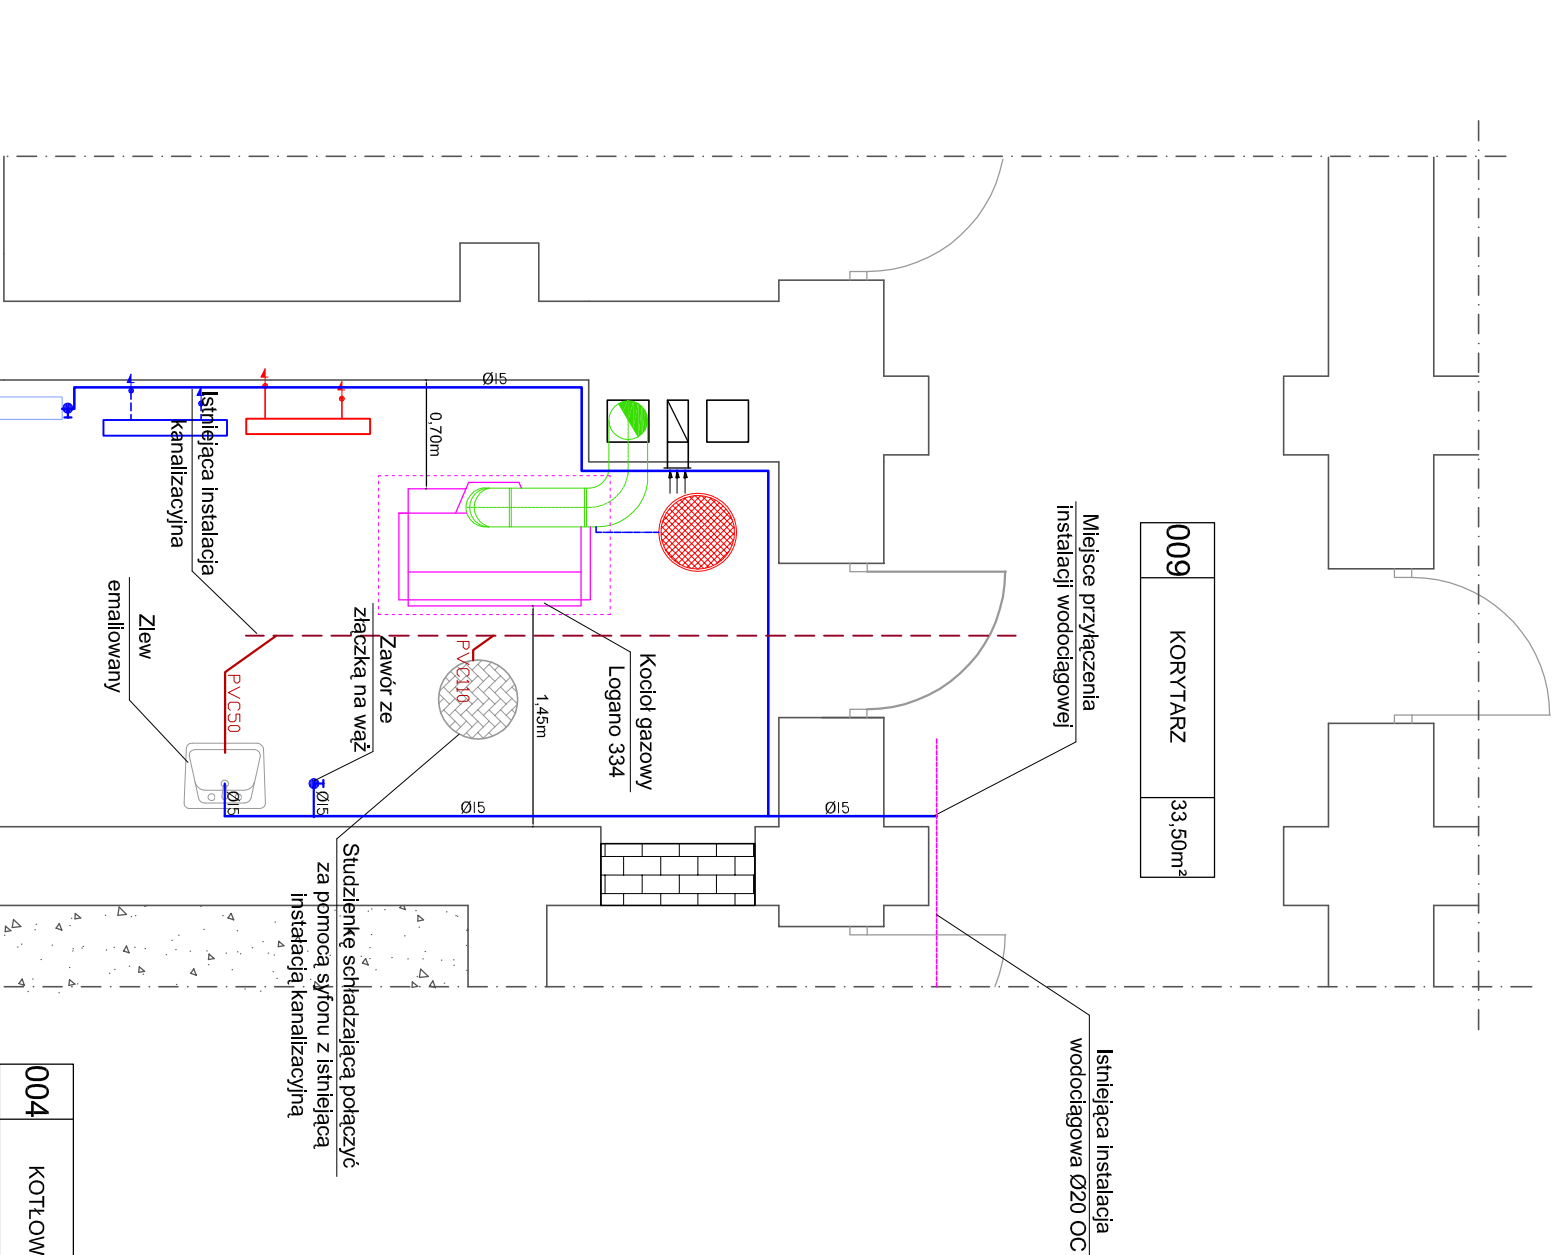 009
KORYTARZ
33,50m²
Miejsce przyłączenia
instalacji wodociągowej
Istniejąca instalacja
wodociągowa Ø20 OC
Kocioł gazowy
Logano 334
Zawór ze
złączką na wąż
Studzienkę schładzającą połączyć
za pomocą syfonu z istniejącą
instalacją kanalizacyjną
Istniejąca instalacja
kanalizacyjna
Zlew
emaliowany
PVC110
PVC50
0,70m
1,45m
Ø15
Ø15
Ø15
Ø15
Ø15
004
KOTŁOW